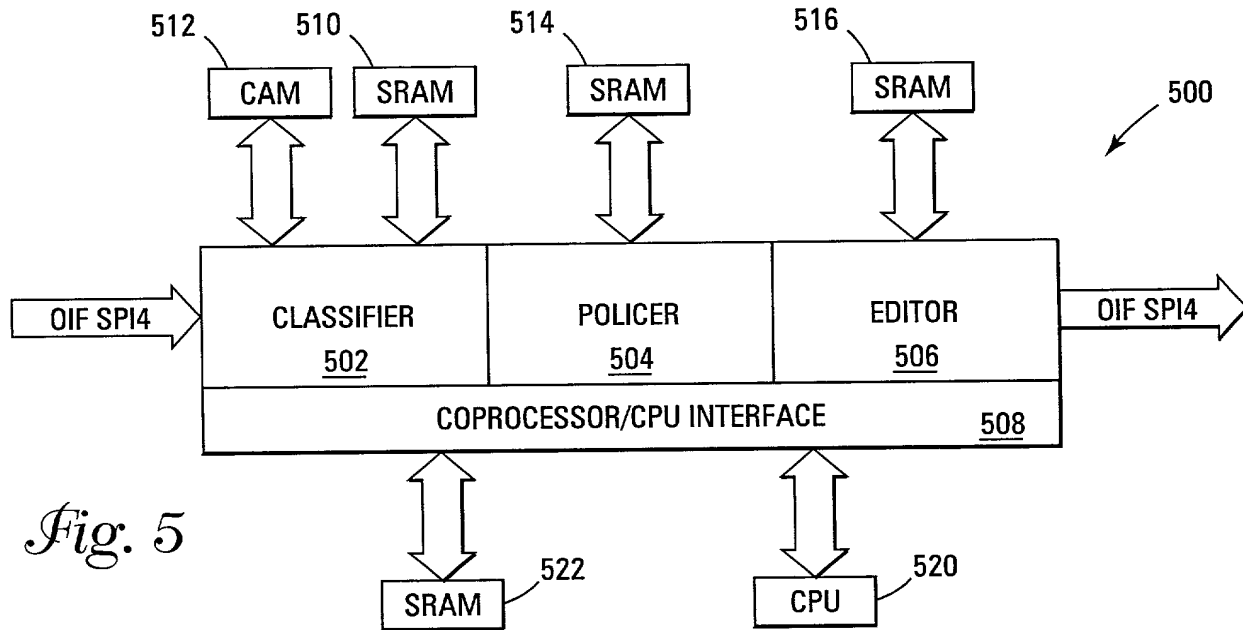 512 510 514 516
CAM SRAM SRAM SRAM
500
OIF SPI4 CLASSIFIER POLICER EDITOR OIF SPI4
502 504 506
COPROCESSOR/CPU INTERFACE 508
Fig. 5
SRAM 522 CPU 520